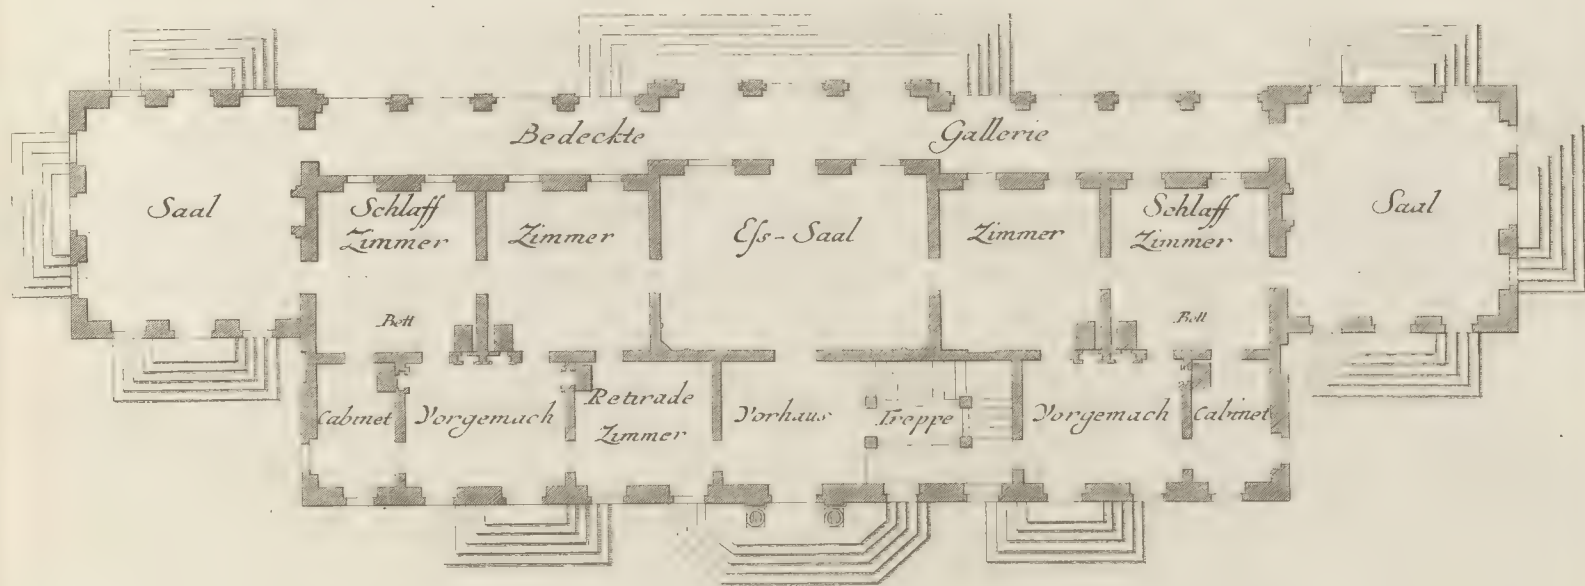 Bedeckte Gallerie
Saal
Schlaff
Zimmer
Zimmer
Eſs-Saal
Zimmer
Schlaff
Zimmer
Saal
Bett
Bett
Cabinet
Vorgemach
Retirade
Zimmer
Vorhaus
Treppe
Vorgemach
Cabinet